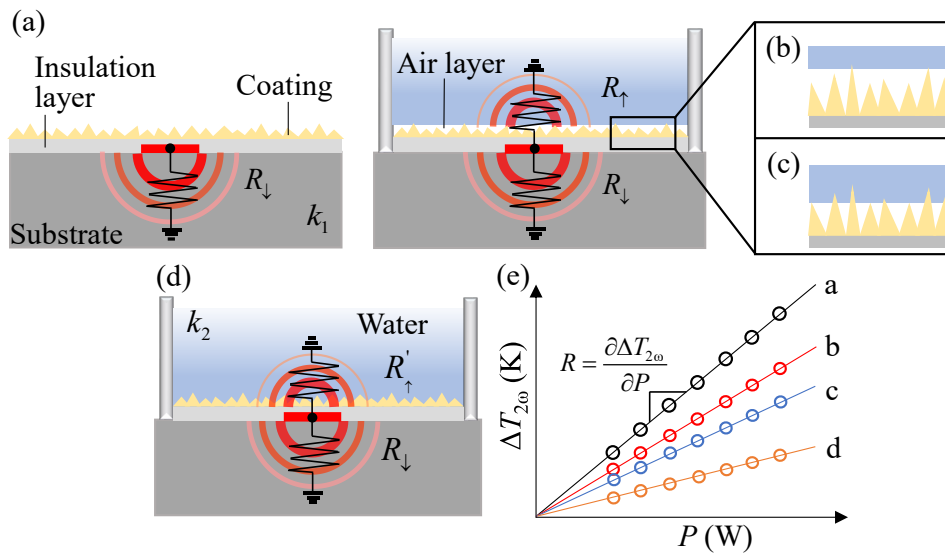 (a)
Insulation
layer
Coating
R↓
k₁
Substrate
Air layer
R↑
R↓
(b)
(c)
(d)
k₂
Water
R'↑
R↓
(e)
ΔT₂ω (K)
R = ∂ΔT₂ω / ∂P
a
b
c
d
P (W)